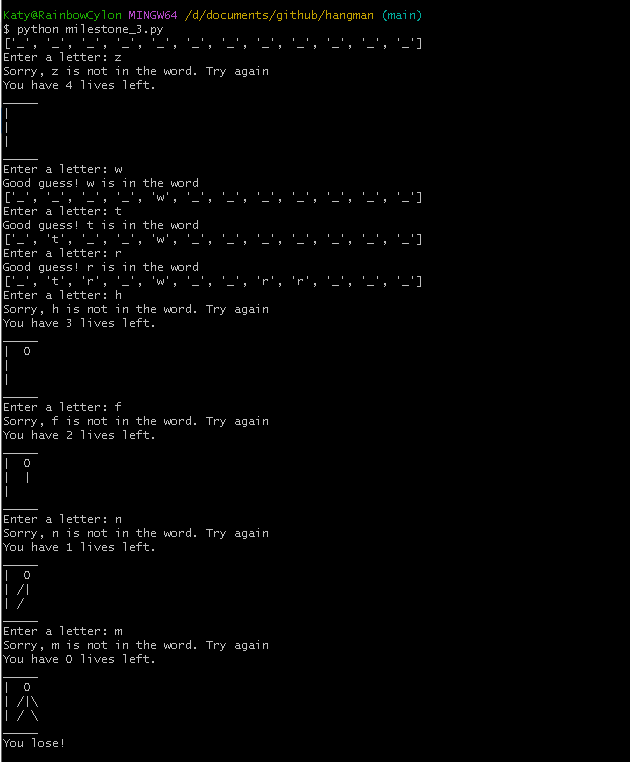 Katy@RainbowCylon MINGW64 /d/documents/github/hangman (main)
$ python milestone_3.py
['_', '_', '_', '_', '_', '_', '_', '_', '_', '_', '_', '_']
Enter a letter: z
Sorry, z is not in the word. Try again
You have 4 lives left.
_____
|
|
|
_____
Enter a letter: w
Good guess! w is in the word
['_', '_', '_', '_', 'w', '_', '_', '_', '_', '_', '_', '_']
Enter a letter: t
Good guess! t is in the word
['_', 't', '_', '_', 'w', '_', '_', '_', '_', '_', '_', '_']
Enter a letter: r
Good guess! r is in the word
['_', 't', 'r', '_', 'w', '_', '_', 'r', 'r', '_', '_', '_']
Enter a letter: h
Sorry, h is not in the word. Try again
You have 3 lives left.
_____
|  O
|
|
_____
Enter a letter: f
Sorry, f is not in the word. Try again
You have 2 lives left.
_____
|  O
|  |
|
_____
Enter a letter: n
Sorry, n is not in the word. Try again
You have 1 lives left.
_____
|  O
| /|
| /
_____
Enter a letter: m
Sorry, m is not in the word. Try again
You have 0 lives left.
_____
|  O
| /|\
| / \
_____
You lose!